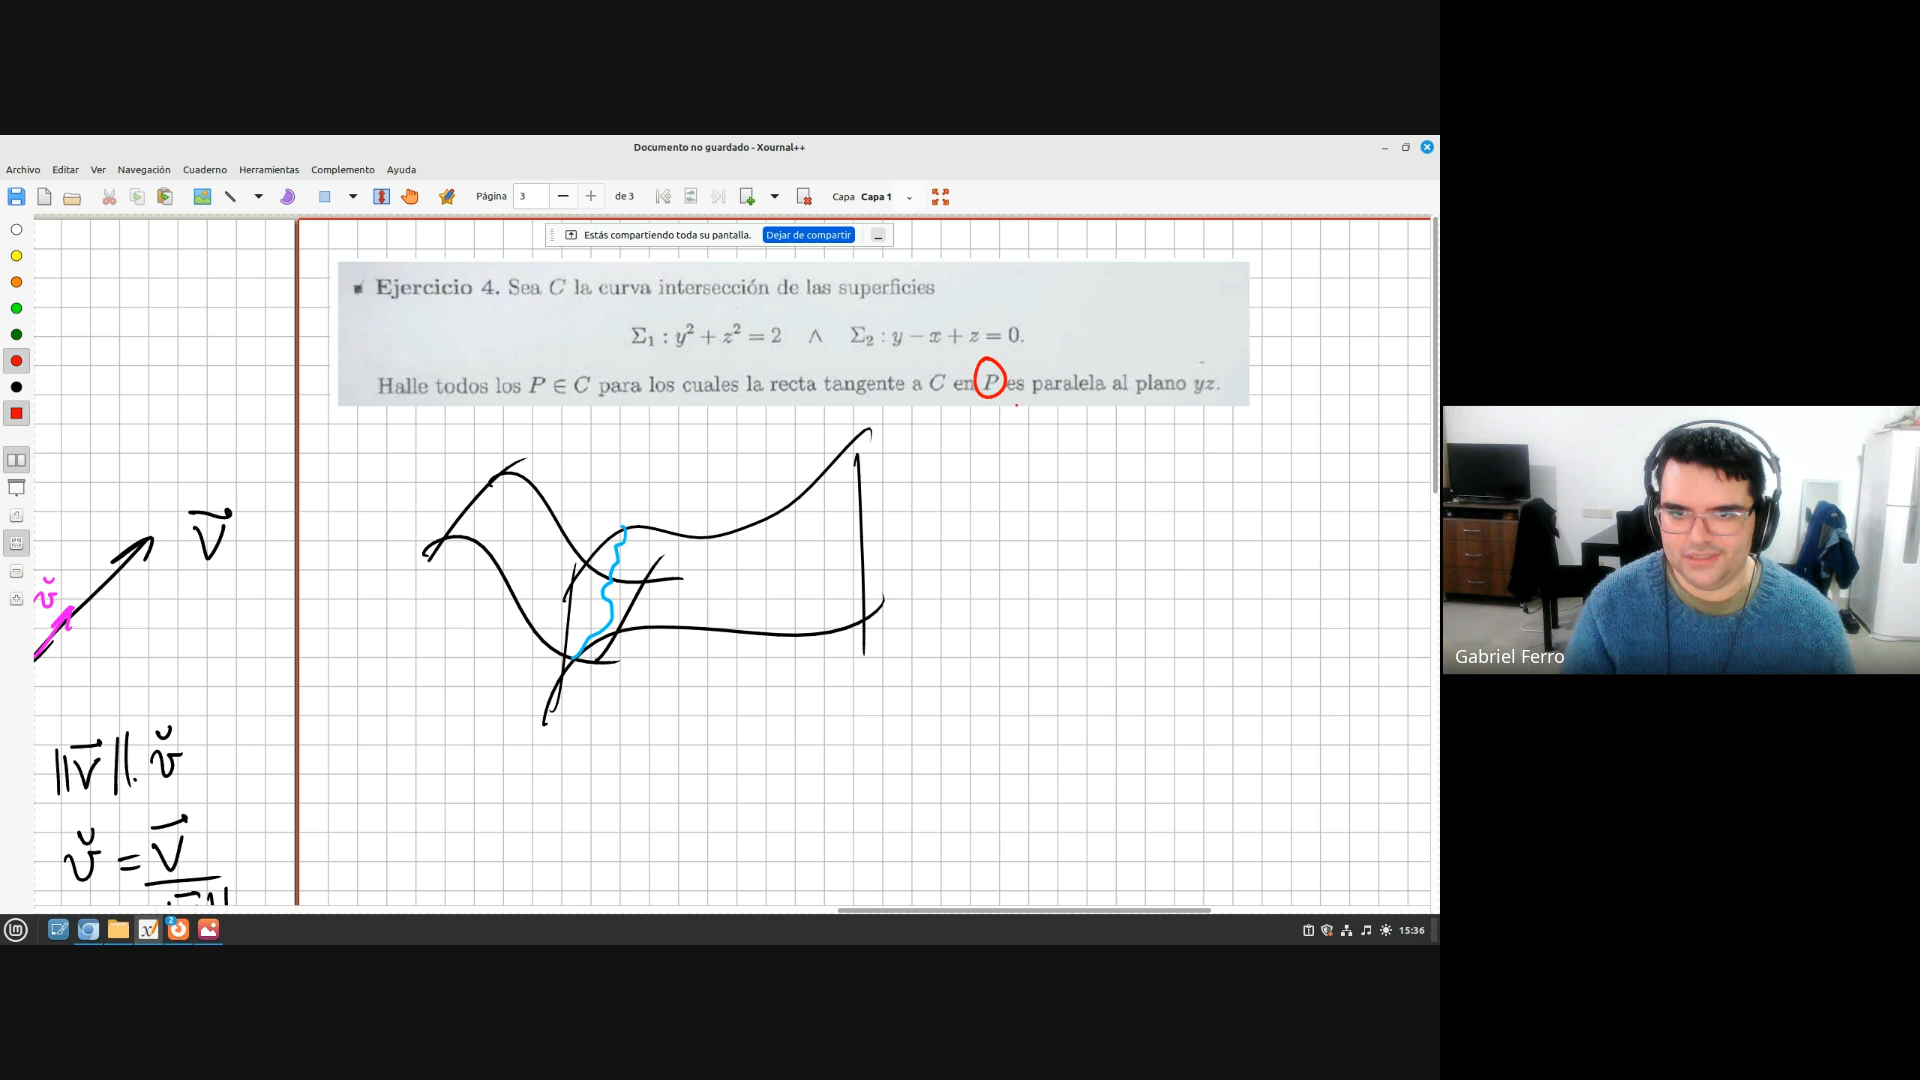 Documento no guardado - Xournal++
Archivo Editar Ver Navegación Cuaderno Herramientas Complemento Ayuda
Página 3 de 3 Capa Capa 1
Estás compartiendo toda su pantalla. Dejar de compartir
Ejercicio 4. Sea C la curva intersección de las superficies
Σ₁ : y² + z² = 2 ∧ Σ₂ : y − x + z = 0.
Halle todos los P ∈ C para los cuales la recta tangente a C en P es paralela al plano yz.
V⃗
v̆
‖V⃗‖. v̆
v̆ = V⃗
Gabriel Ferro
2
15:36